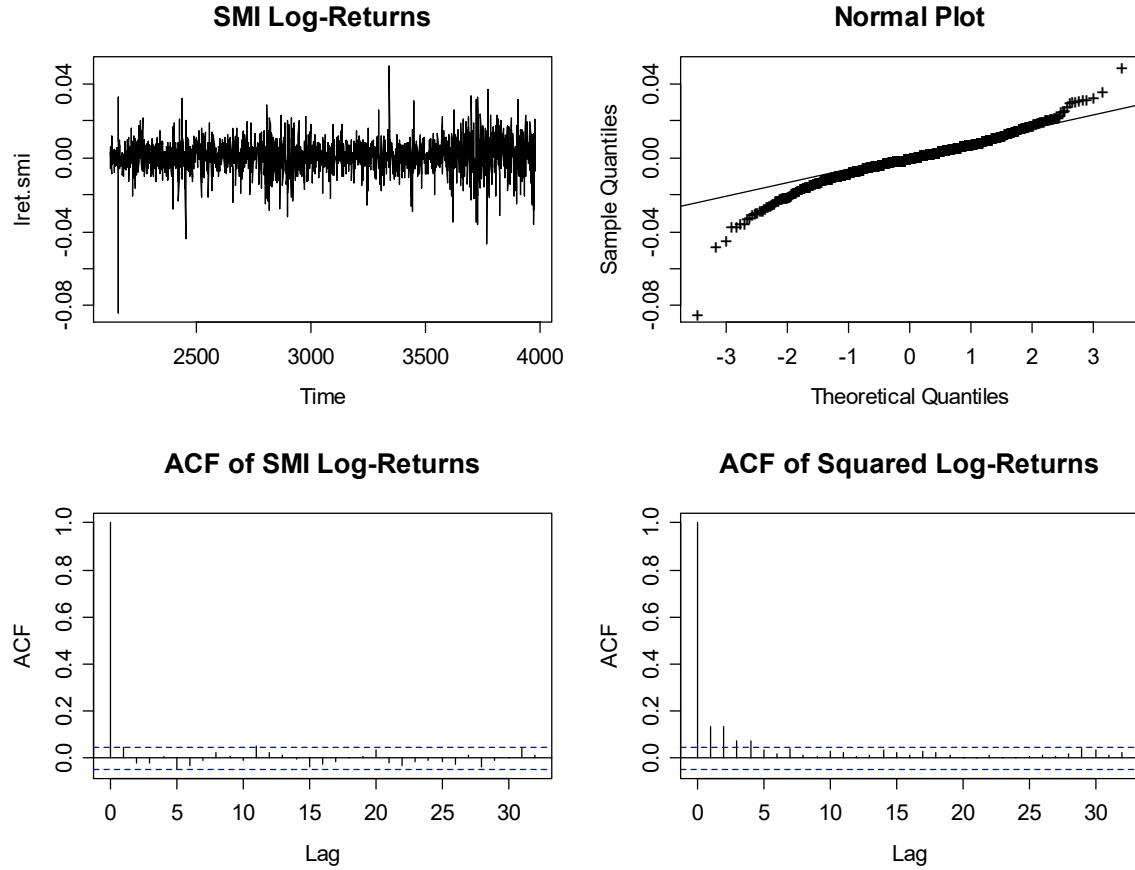 SMI Log-Returns
lret.smi
0.04
0.00
-0.04
-0.08
2500 3000 3500 4000
Time
Normal Plot
Sample Quantiles
0.04
0.00
-0.04
-0.08
-3 -2 -1 0 1 2 3
Theoretical Quantiles
ACF of SMI Log-Returns
ACF
1.0
0.8
0.6
0.4
0.2
0.0
0 5 10 15 20 25 30
Lag
ACF of Squared Log-Returns
ACF
1.0
0.8
0.6
0.4
0.2
0.0
0 5 10 15 20 25 30
Lag